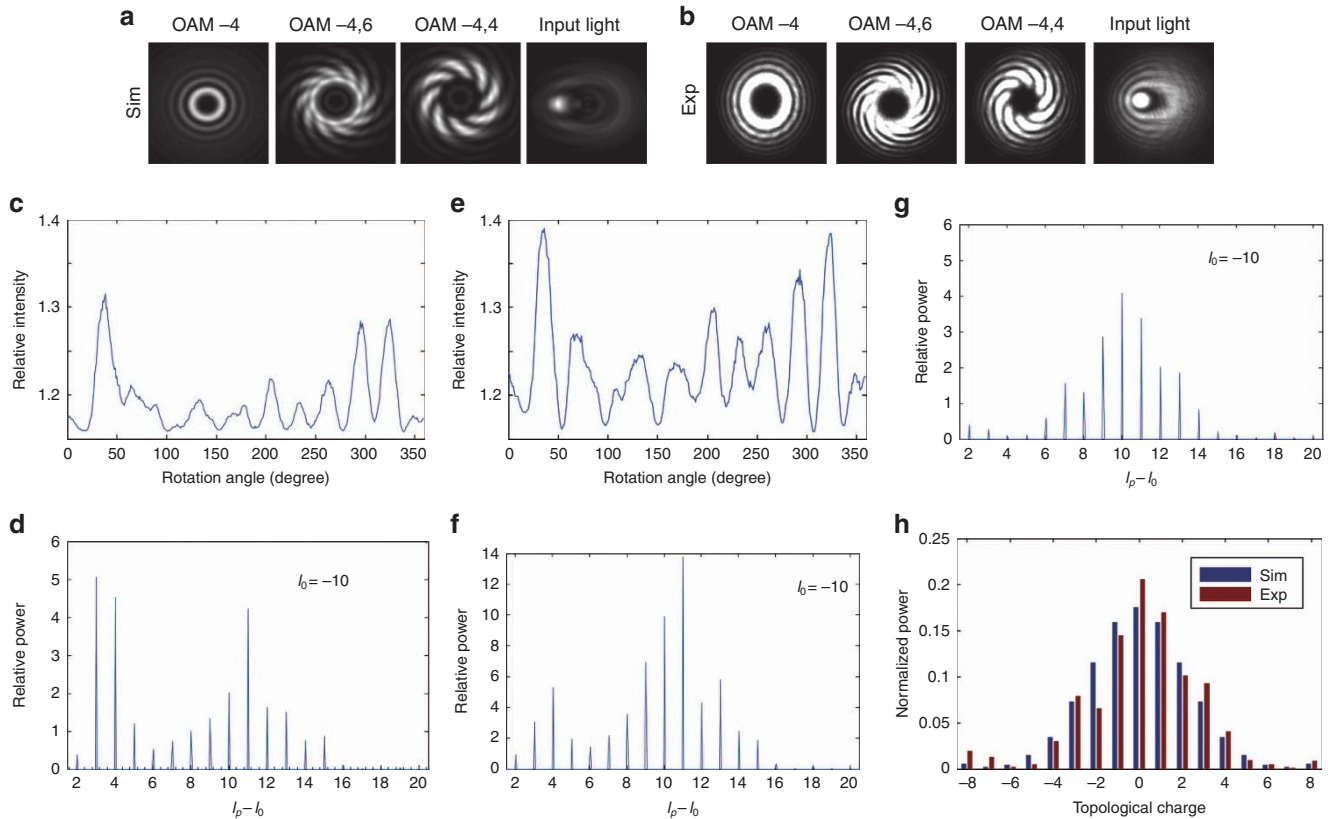 a
OAM –4
OAM –4,6
OAM –4,4
Input light
Sim
b
OAM –4
OAM –4,6
OAM –4,4
Input light
Exp
c
1.4
1.3
1.2
Relative intensity
0 50 100 150 200 250 300 350
Rotation angle (degree)
e
1.4
1.3
1.2
Relative intensity
0 50 100 150 200 250 300 350
Rotation angle (degree)
g
6
5
4
3
2
1
0
Relative power
l0 = –10
2 4 6 8 10 12 14 16 18 20
lp – l0
d
6
5
4
3
2
1
0
Relative power
l0 = –10
2 4 6 8 10 12 14 16 18 20
lp – l0
f
14
12
10
8
6
4
2
0
Relative power
l0 = –10
2 4 6 8 10 12 14 16 18 20
lp – l0
h
0.25
0.2
0.15
0.1
0.05
0
Normalized power
Sim
Exp
–8 –6 –4 –2 0 2 4 6 8
Topological charge